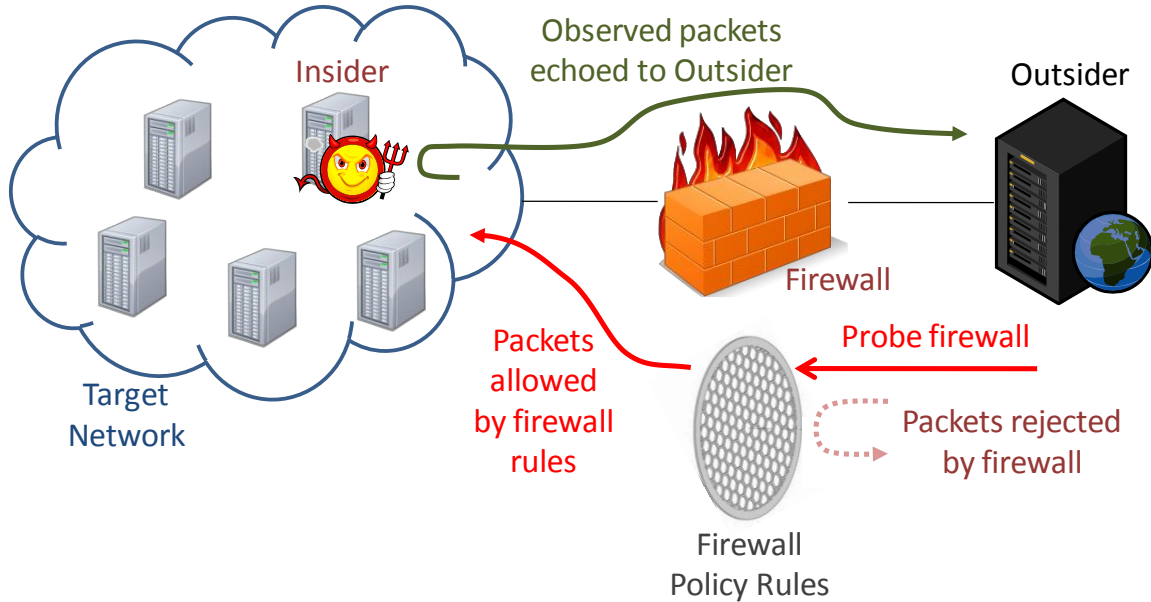 Observed packets
echoed to Outsider
Insider
Outsider
Firewall
Packets
allowed
by firewall
rules
Probe firewall
Target
Network
Packets rejected
by firewall
Firewall
Policy Rules